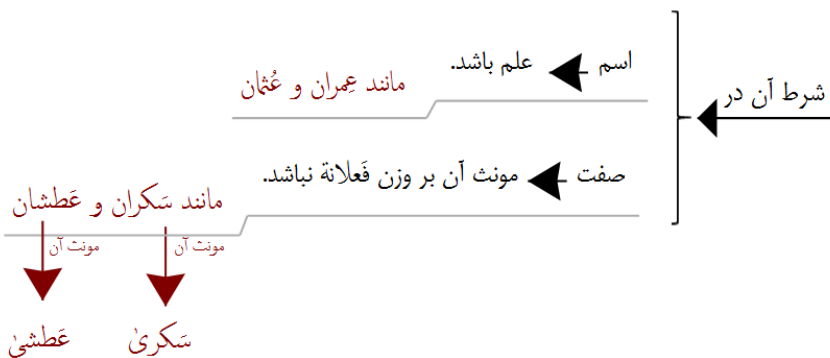 شرط آن در
اسم علم باشد. مانند عِمران و عُثمان
صفت مونث آن بر وزن فَعلانة نباشد. مانند سَکران و عَطشان
مونث آن مونث آن
سَکریٰ عَطشیٰ